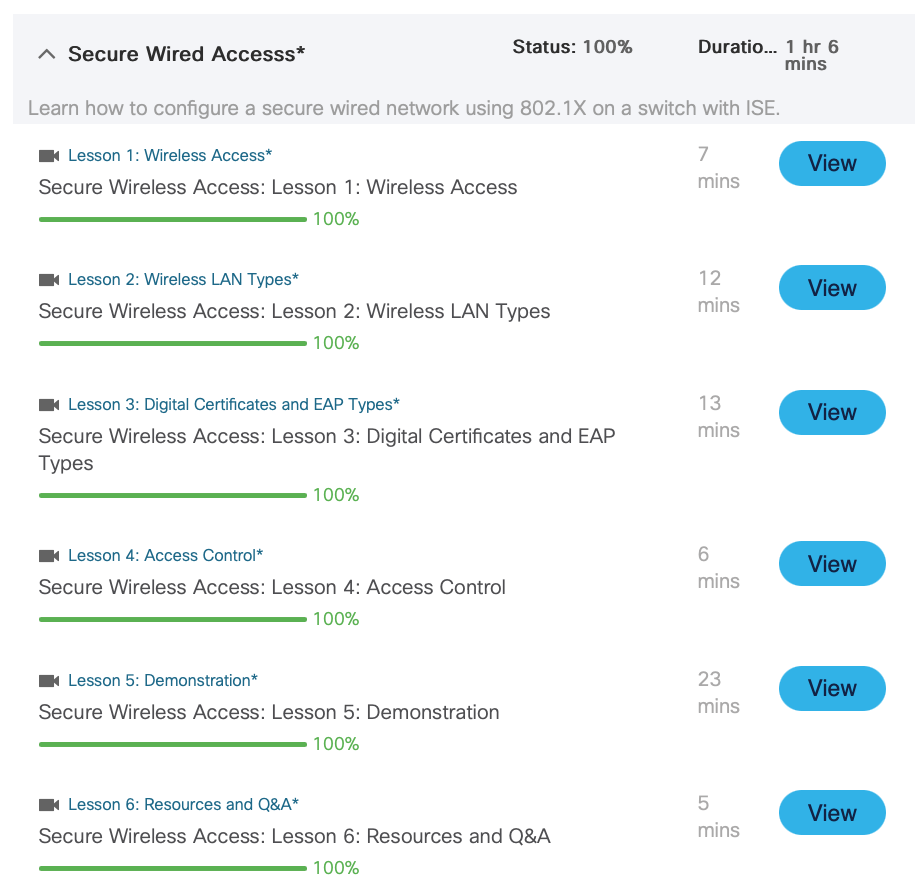 Secure Wired Accesss* Status: 100% Duratio... 1 hr 6
mins
Learn how to configure a secure wired network using 802.1X on a switch with ISE.
Lesson 1: Wireless Access* 7
mins View
Secure Wireless Access: Lesson 1: Wireless Access
100%
Lesson 2: Wireless LAN Types* 12
mins View
Secure Wireless Access: Lesson 2: Wireless LAN Types
100%
Lesson 3: Digital Certificates and EAP Types* 13
mins View
Secure Wireless Access: Lesson 3: Digital Certificates and EAP
Types
100%
Lesson 4: Access Control* 6
mins View
Secure Wireless Access: Lesson 4: Access Control
100%
Lesson 5: Demonstration* 23
mins View
Secure Wireless Access: Lesson 5: Demonstration
100%
Lesson 6: Resources and Q&A* 5
mins View
Secure Wireless Access: Lesson 6: Resources and Q&A
100%